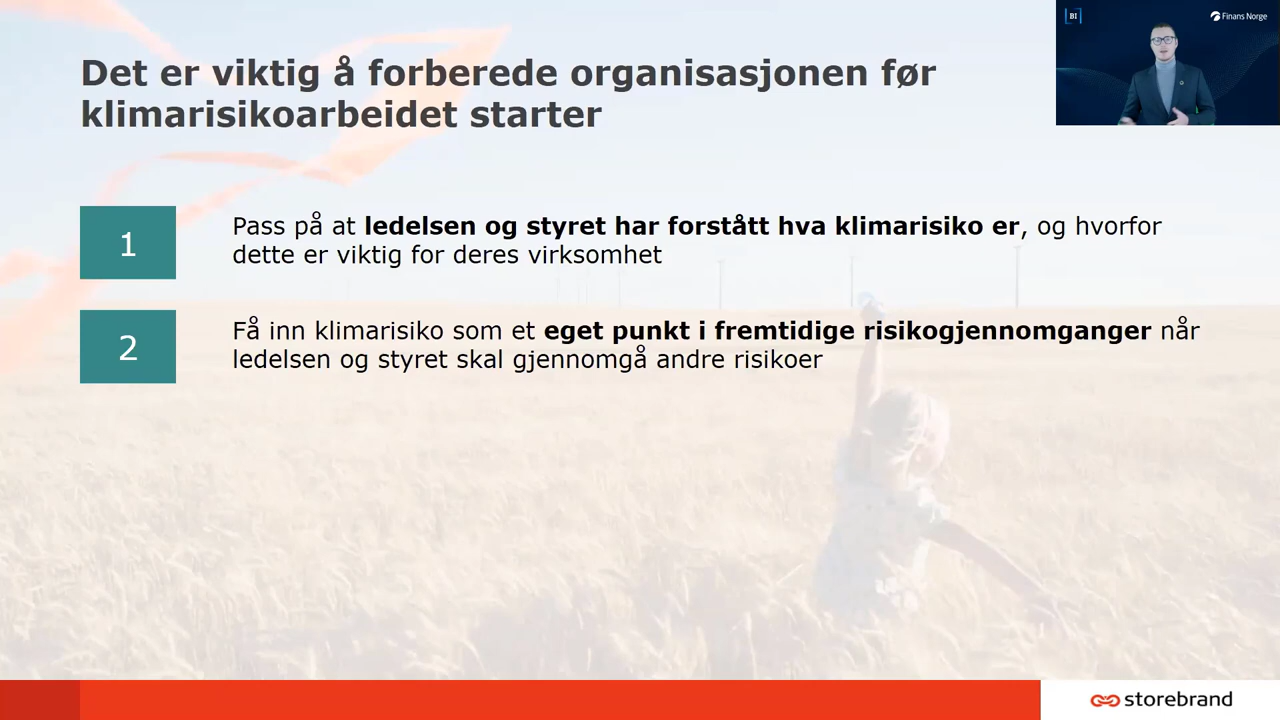 Det er viktig å forberede organisasjonen før
klimarisikoarbeidet starter
BI
Finans Norge
1
Pass på at ledelsen og styret har forstått hva klimarisiko er, og hvorfor
dette er viktig for deres virksomhet
2
Få inn klimarisiko som et eget punkt i fremtidige risikogjennomganger når
ledelsen og styret skal gjennomgå andre risikoer
storebrand